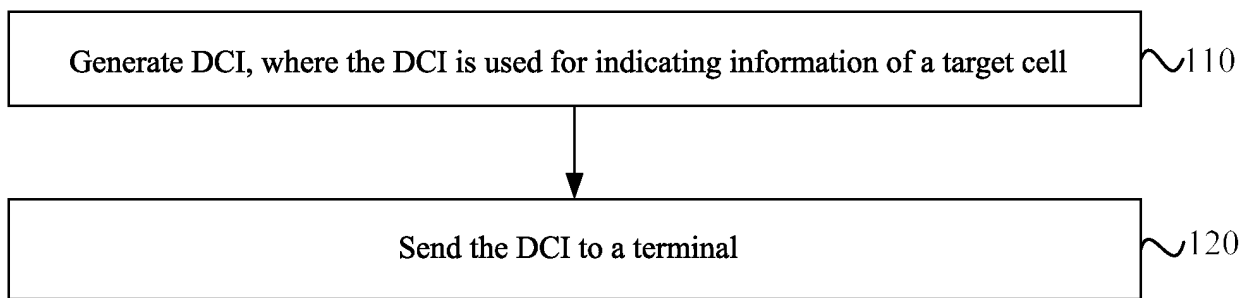 Generate DCI, where the DCI is used for indicating information of a target cell
110
Send the DCI to a terminal
120